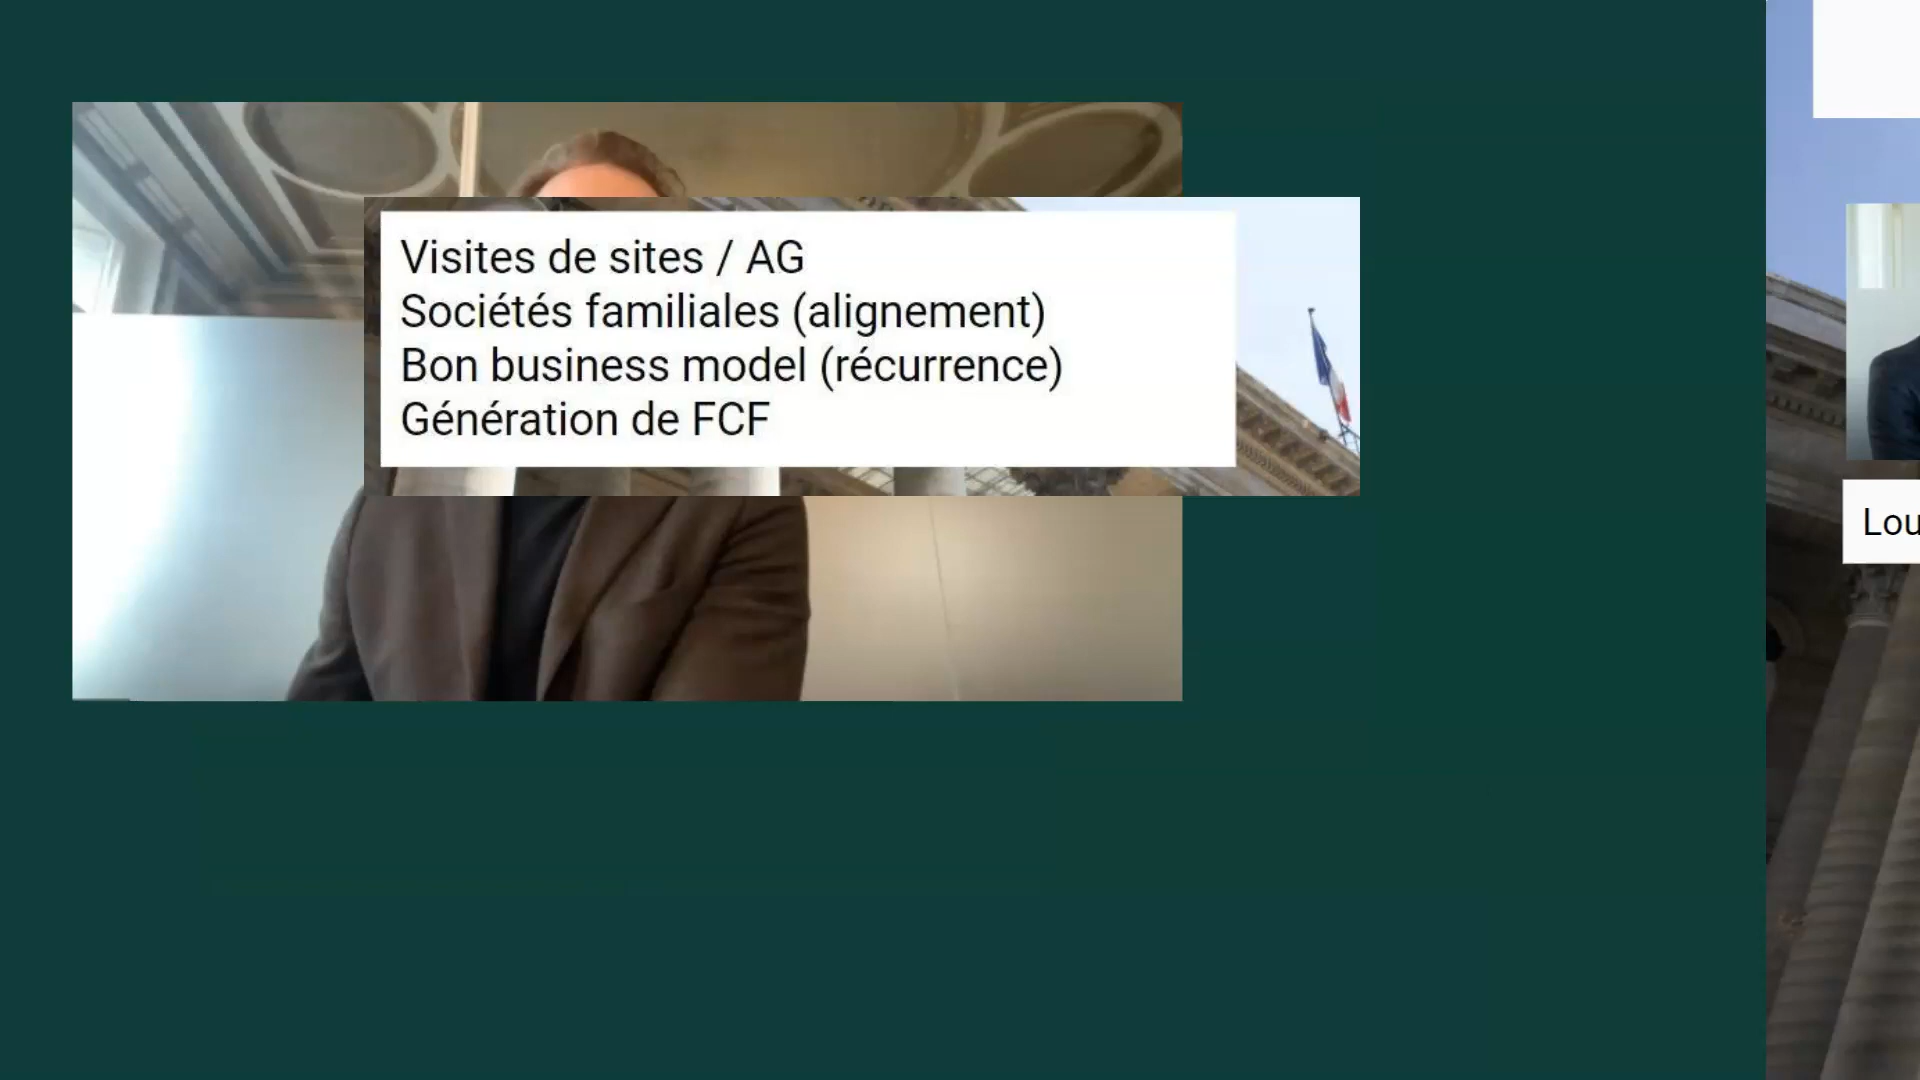 Visites de sites / AG
Sociétés familiales (alignement)
Bon business model (récurrence)
Génération de FCF
Lou